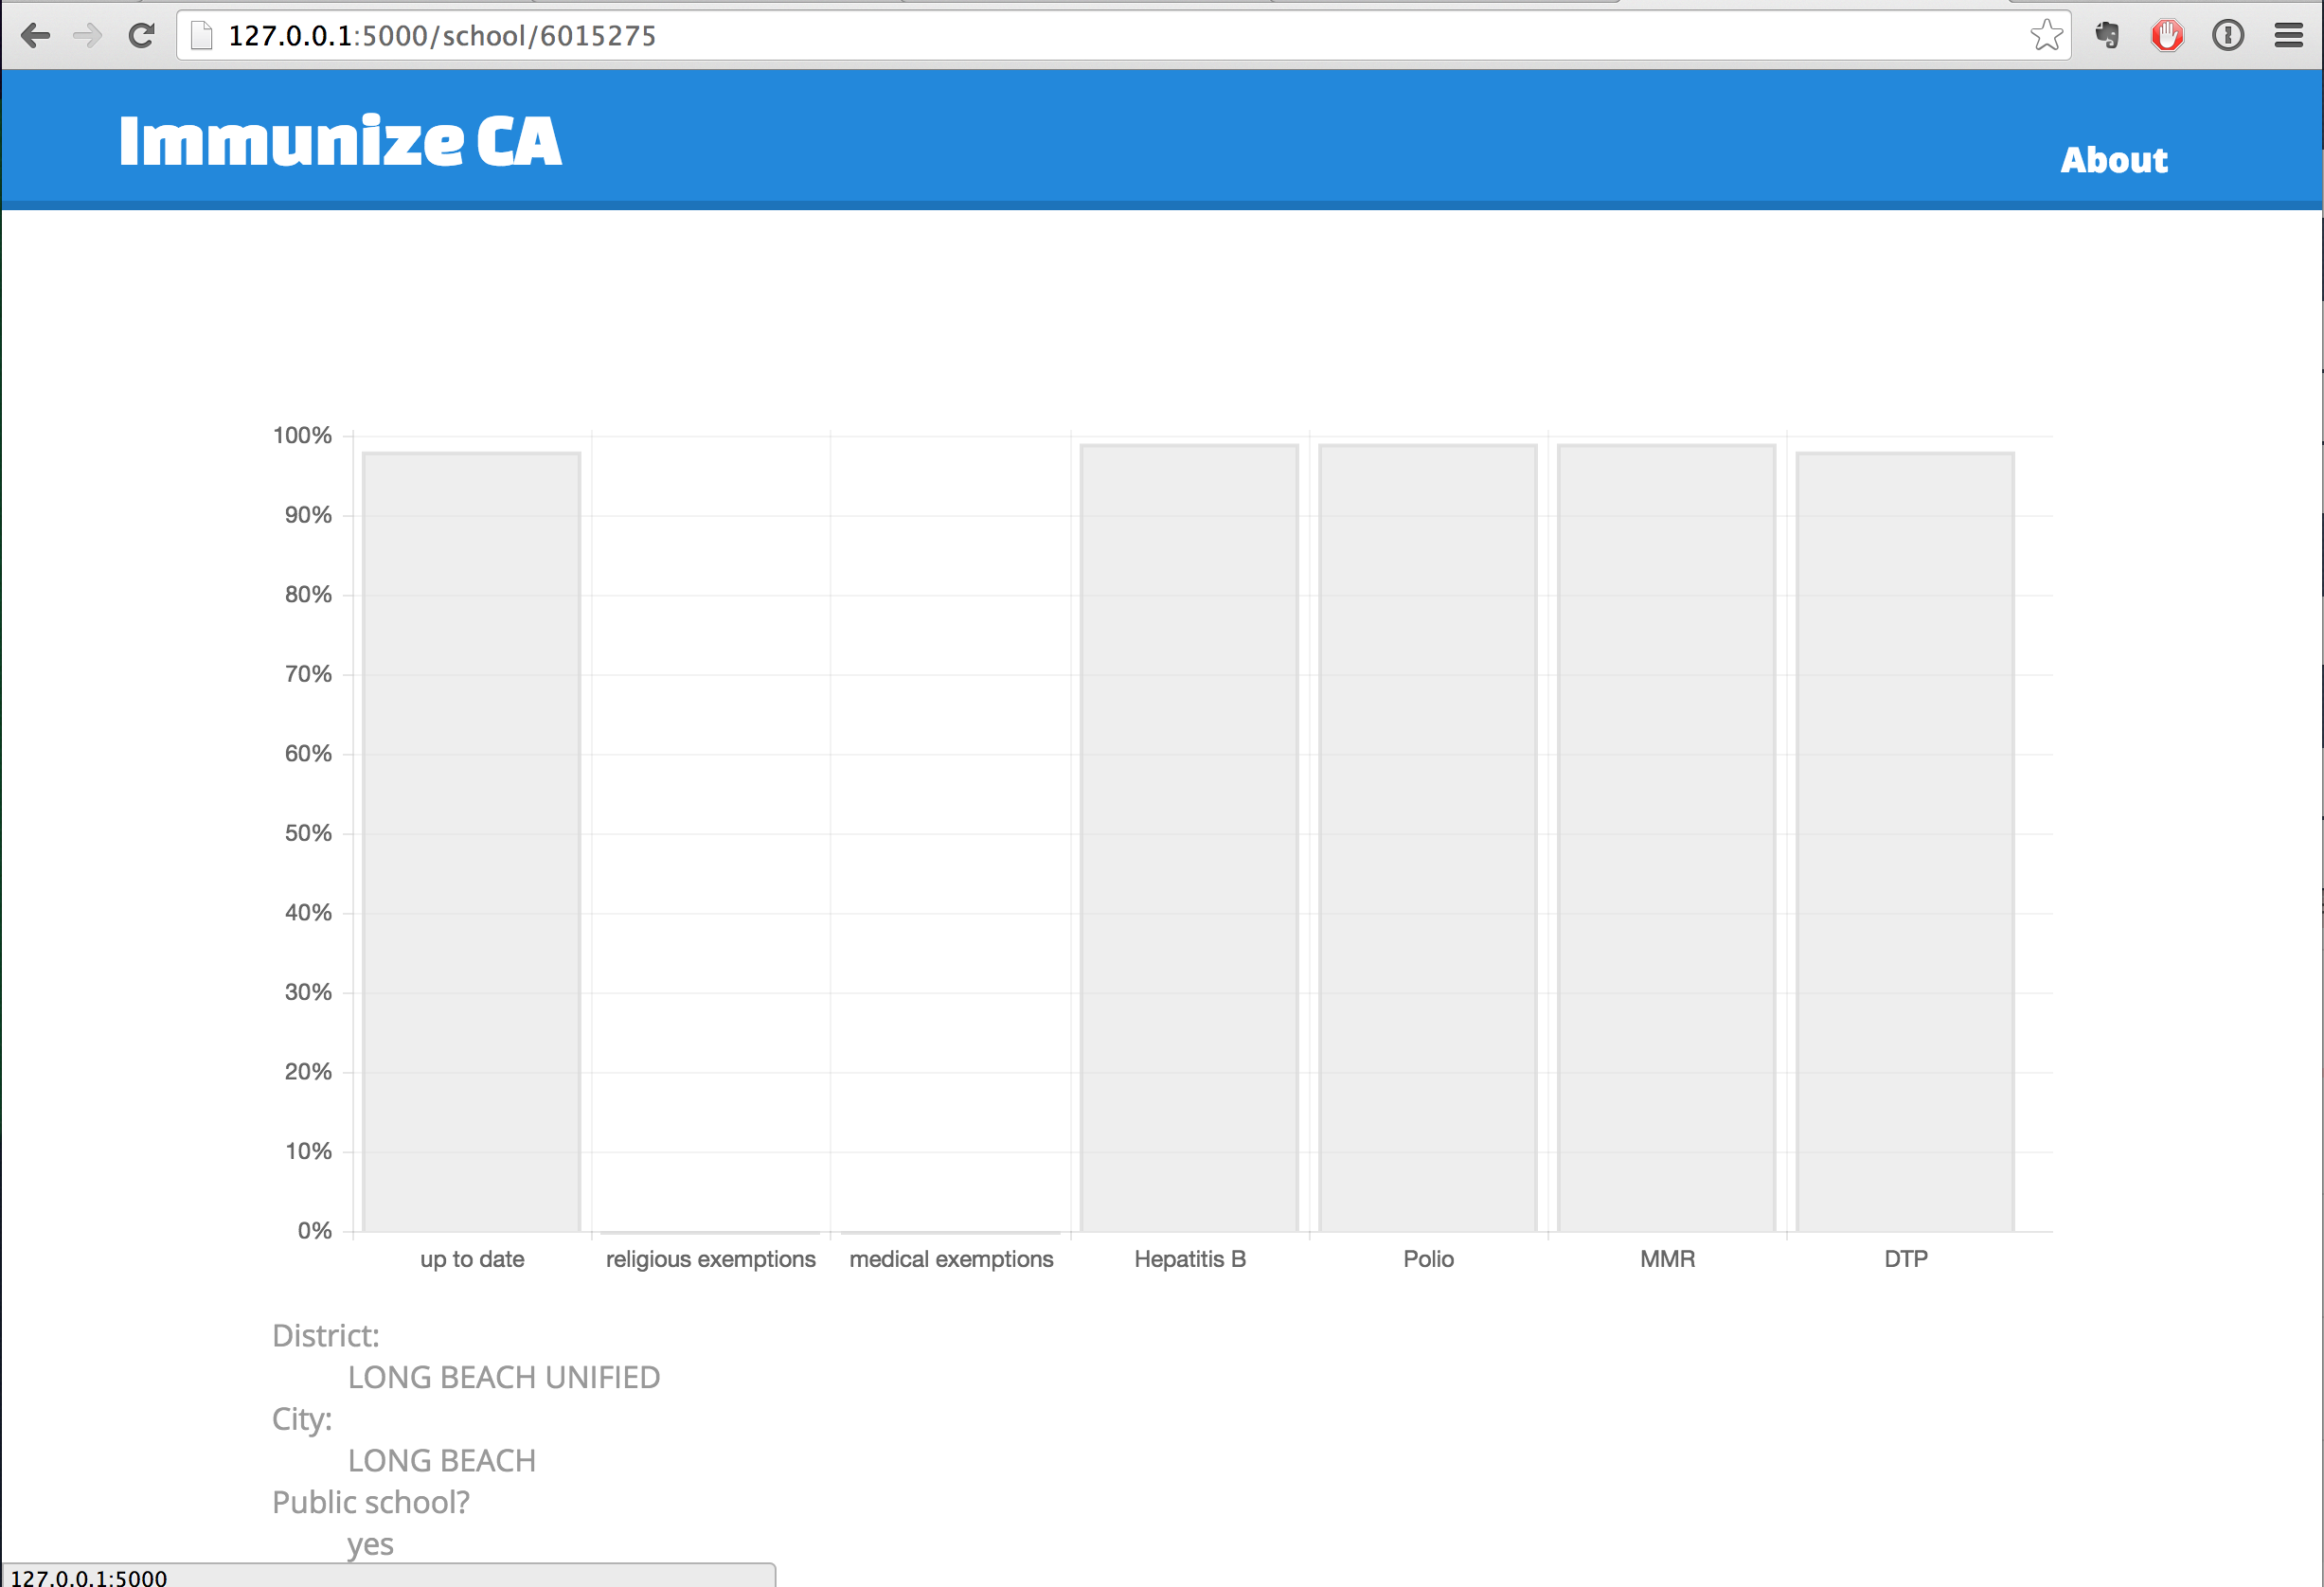 127.0.0.1:5000/school/6015275
Immunize CA
About
100%
90%
80%
70%
60%
50%
40%
30%
20%
10%
0%
up to date religious exemptions medical exemptions Hepatitis B Polio MMR DTP
District:
LONG BEACH UNIFIED
City:
LONG BEACH
Public school?
yes
127.0.0.1:5000